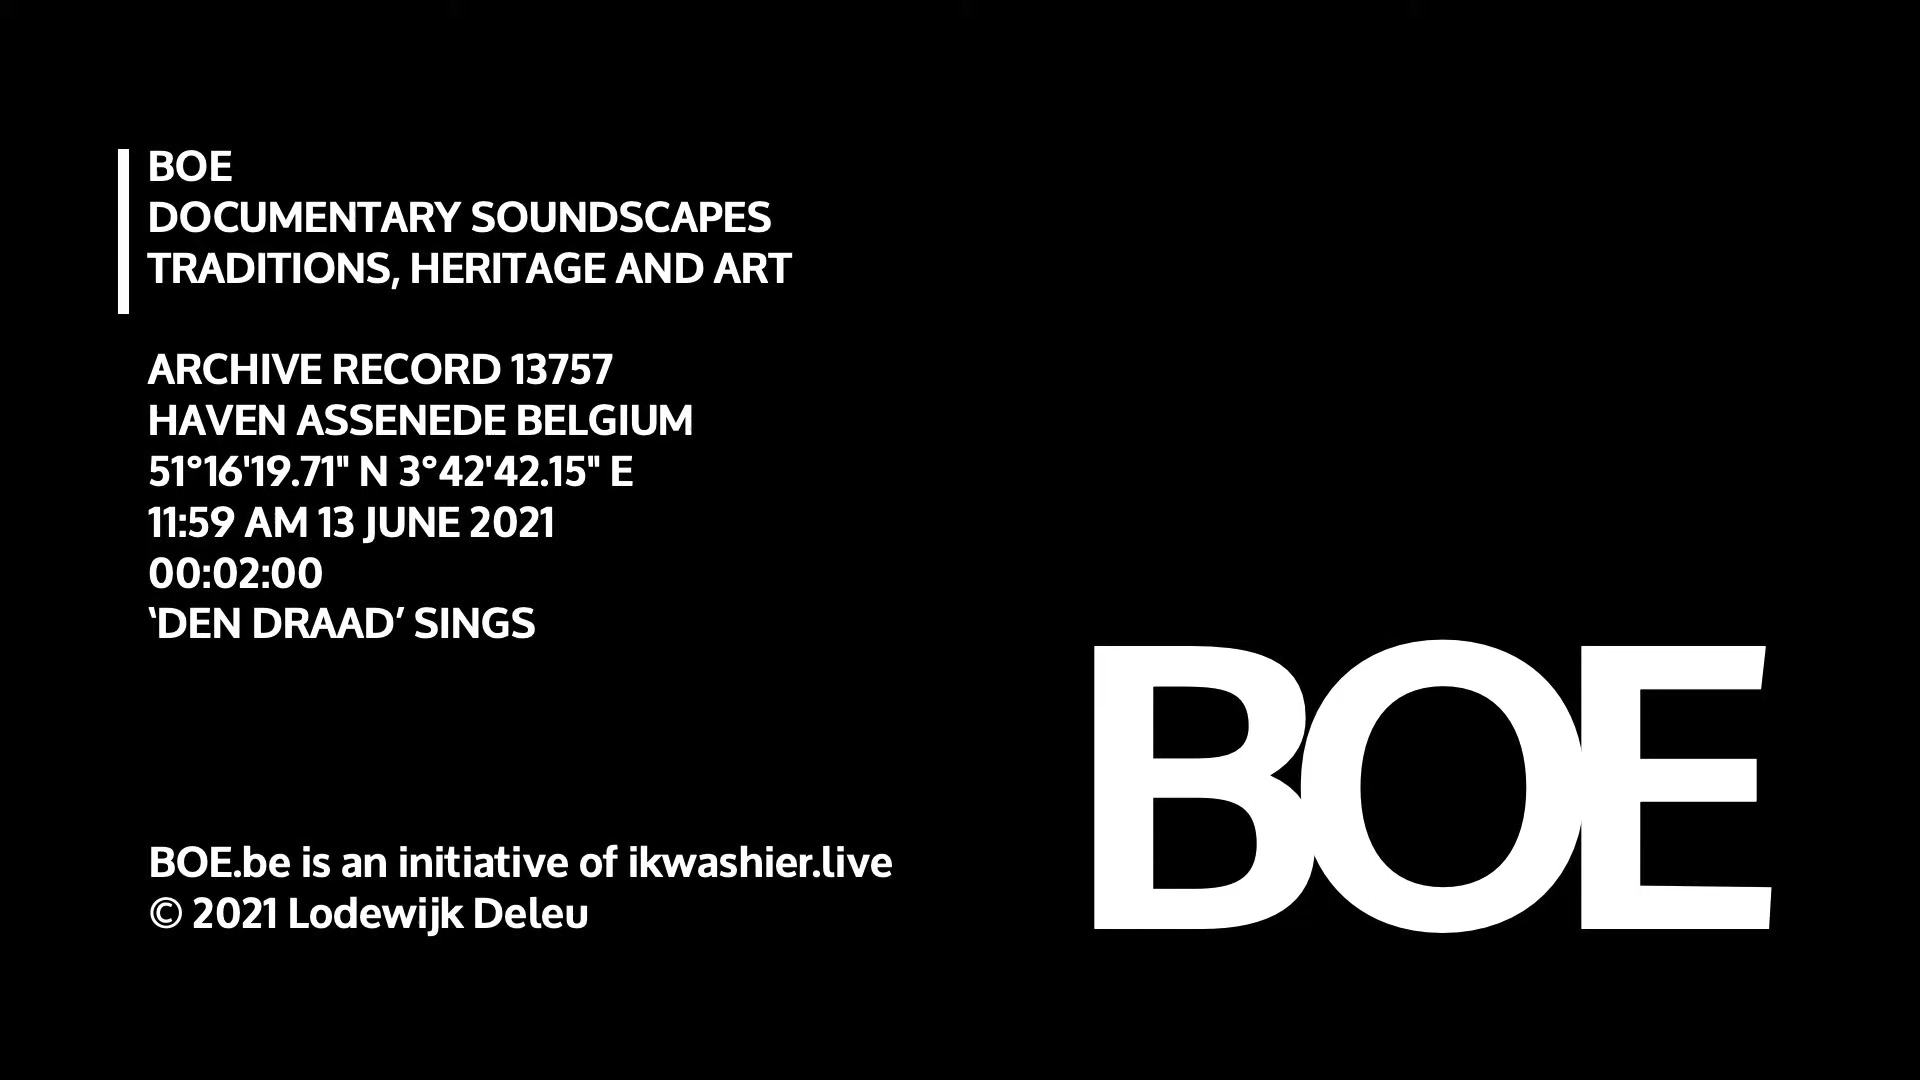 BOE
DOCUMENTARY SOUNDSCAPES
TRADITIONS, HERITAGE AND ART
ARCHIVE RECORD 13757
HAVEN ASSENEDE BELGIUM
51°16'19.71" N 3°42'42.15" E
11:59 AM 13 JUNE 2021
00:02:00
‘DEN DRAAD’ SINGS
BOE.be is an initiative of ikwashier.live
© 2021 Lodewijk Deleu
BOE